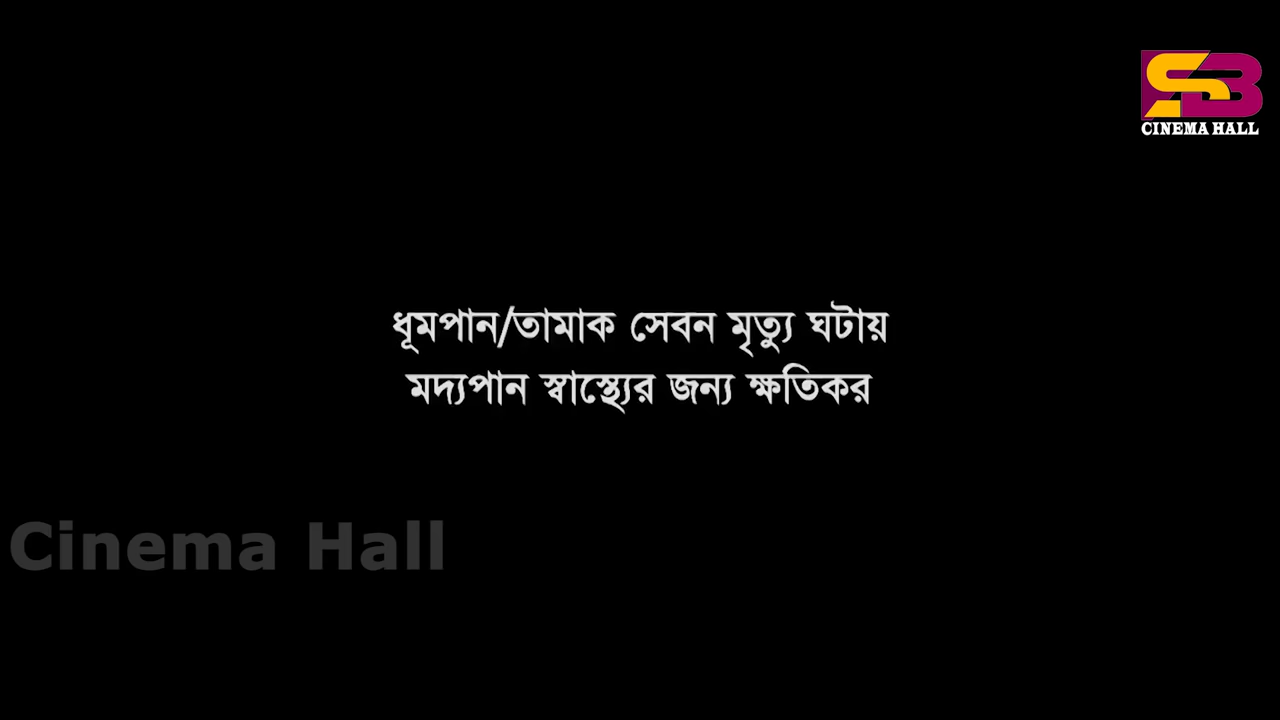 SB
CINEMA HALL
ধূমপান/তামাক সেবন মৃত্যু ঘটায়
মদ্যপান স্বাস্থ্যের জন্য ক্ষতিকর
Cinema Hall